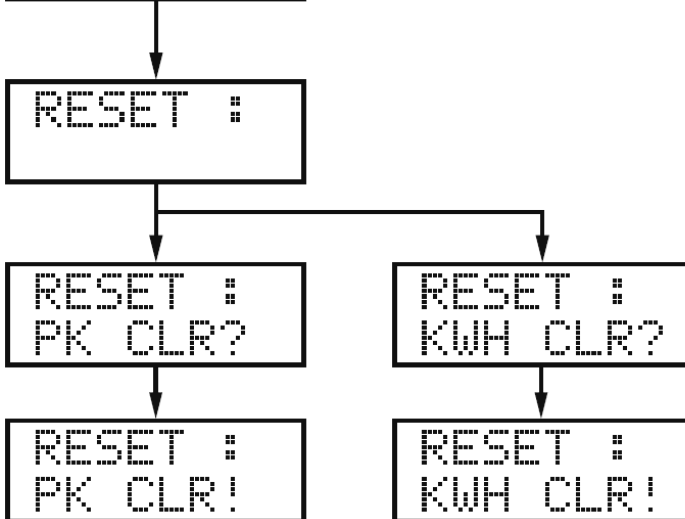 RESET :
RESET :
PK CLR?
RESET :
KWH CLR?
RESET :
PK CLR!
RESET :
KWH CLR!